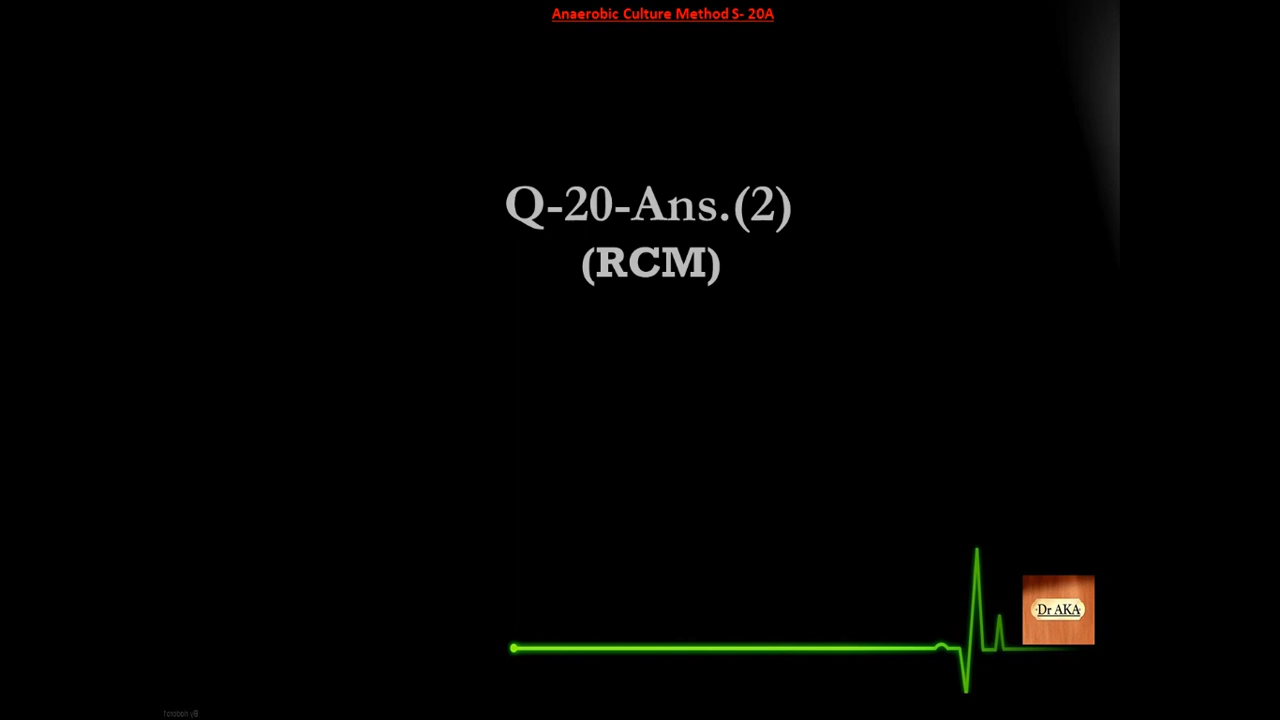 Anaerobic Culture Method S- 20A
Q-20-Ans.(2)
(RCM)
Dr AKA